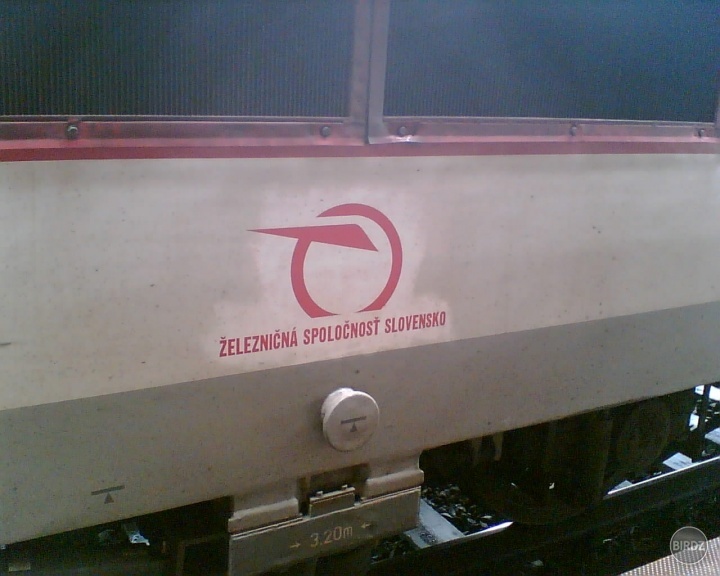 ŽELEZNIČNÁ SPOLOČNOSŤ SLOVENSKO
3,20m
BIRDZ